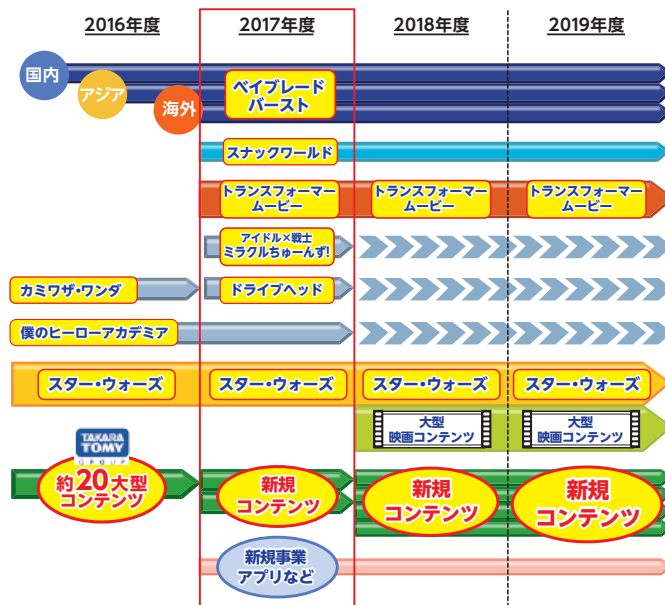 2016年度 2017年度 2018年度 2019年度
国内
アジア
海外
ベイブレード
バースト
スナックワールド
トランスフォーマー
ムービー
トランスフォーマー
ムービー
トランスフォーマー
ムービー
アイドル×戦士
ミラクルちゅーんず!
カミワザ・ワンダ
ドライブヘッド
僕のヒーローアカデミア
スター・ウォーズ スター・ウォーズ スター・ウォーズ スター・ウォーズ
大型
映画コンテンツ
大型
映画コンテンツ
TAKARA
TOMY
GROUP
約20大型
コンテンツ
新規
コンテンツ
新規
コンテンツ
新規
コンテンツ
新規事業
アプリなど